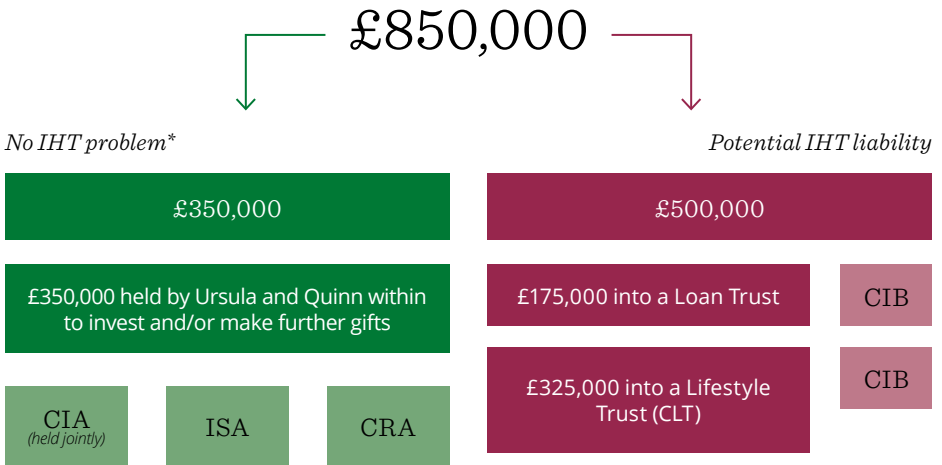 £850,000
No IHT problem*
Potential IHT liability
£350,000
£500,000
£350,000 held by Ursula and Quinn within
to invest and/or make further gifts
£175,000 into a Loan Trust
CIB
£325,000 into a Lifestyle
Trust (CLT)
CIB
CIA
(held jointly)
ISA
CRA